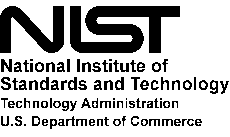 NIST
National Institute of
Standards and Technology
Technology Administration
U.S. Department of Commerce